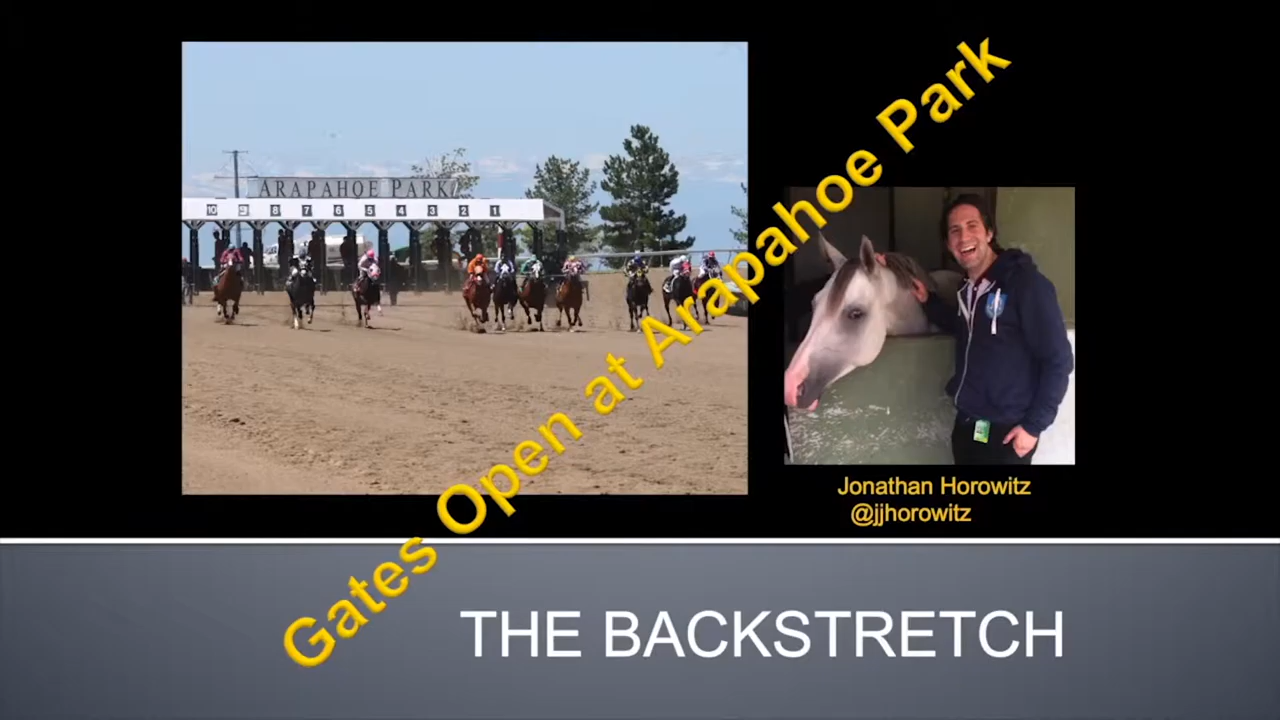 ARAPAHOE PARK
10 9 8 7 6 5 4 3 2 1
Gates Open at Arapahoe Park
Jonathan Horowitz
@jjhorowitz
THE BACKSTRETCH